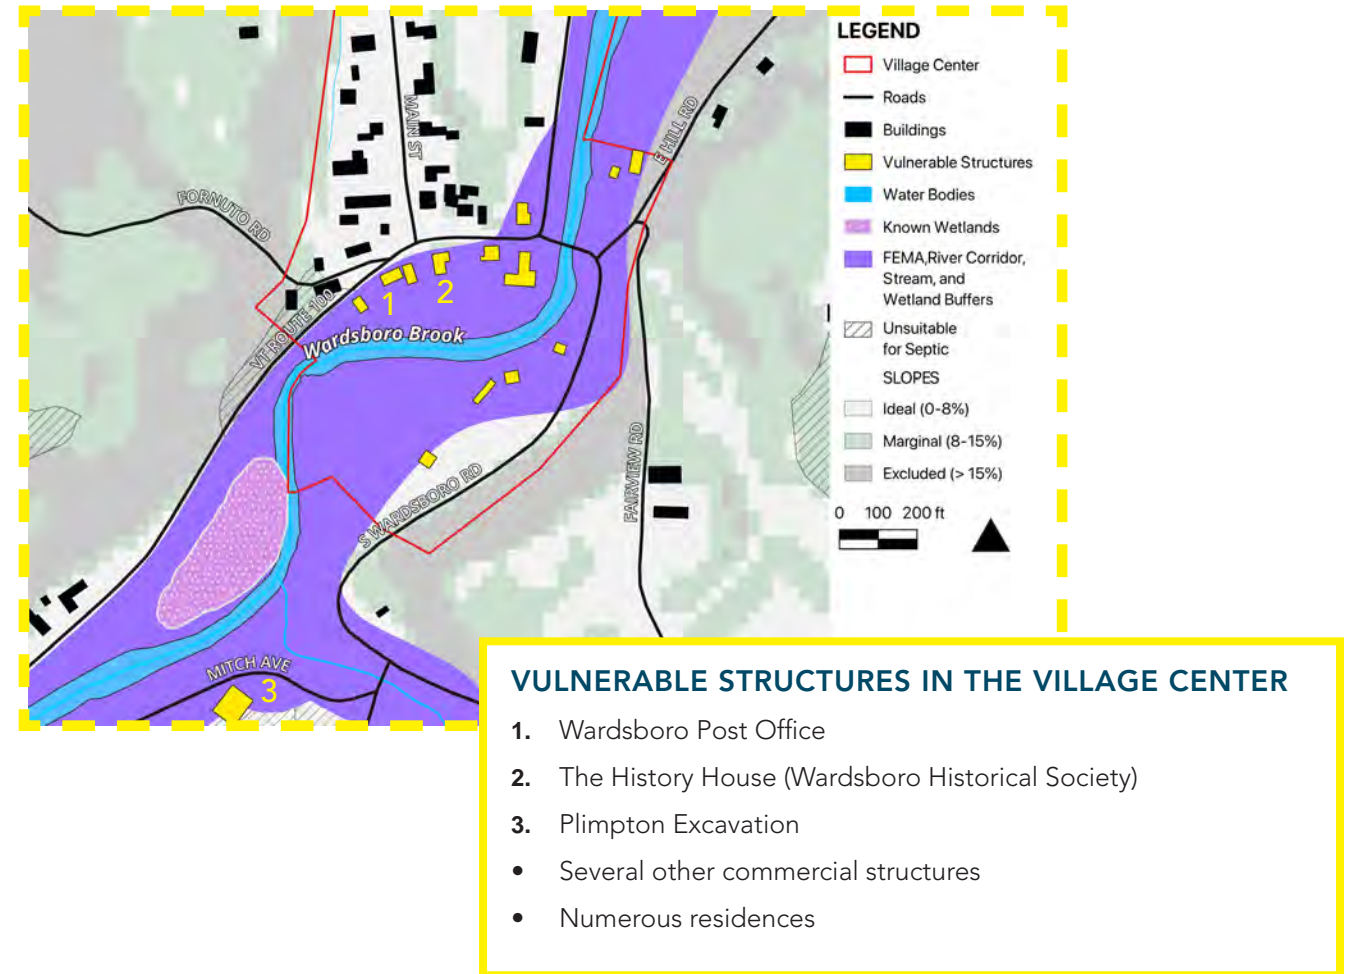 MAIN ST
E HILL RD
FORNUTO RD
1
2
VT ROUTE 100
Wardsboro Brook
FAIRVIEW RD
S WARDSBORO RD
MITCH AVE
3
LEGEND
Village Center
Roads
Buildings
Vulnerable Structures
Water Bodies
Known Wetlands
FEMA,River Corridor,
Stream, and
Wetland Buffers
Unsuitable
for Septic
SLOPES
Ideal (0-8%)
Marginal (8-15%)
Excluded (> 15%)
0 100 200 ft
VULNERABLE STRUCTURES IN THE VILLAGE CENTER
1. Wardsboro Post Office
2. The History House (Wardsboro Historical Society)
3. Plimpton Excavation
• Several other commercial structures
• Numerous residences